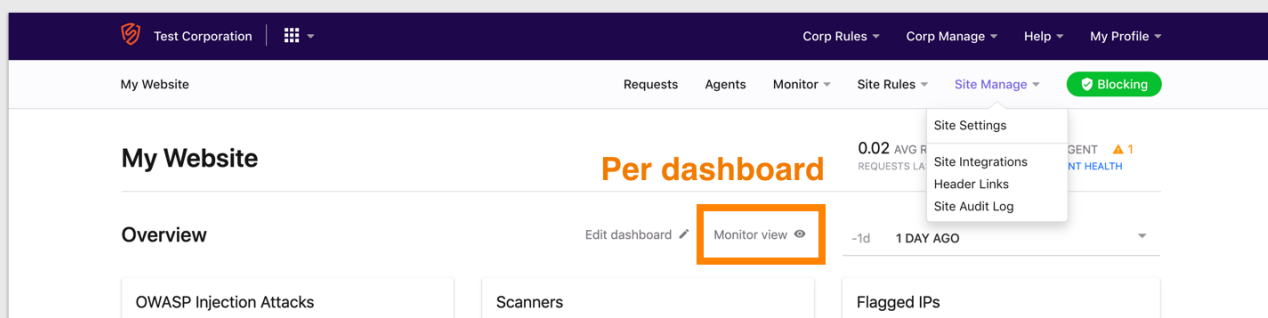 Test Corporation
Corp Rules Corp Manage Help My Profile
My Website
Requests Agents Monitor Site Rules Site Manage Blocking
Site Settings
Site Integrations
Header Links
Site Audit Log
My Website
Per dashboard
0.02 AVG
GENT 1
REQUESTS
HEALTH
Overview
Edit dashboard Monitor view
-1d 1 DAY AGO
OWASP Injection Attacks
Scanners
Flagged IPs